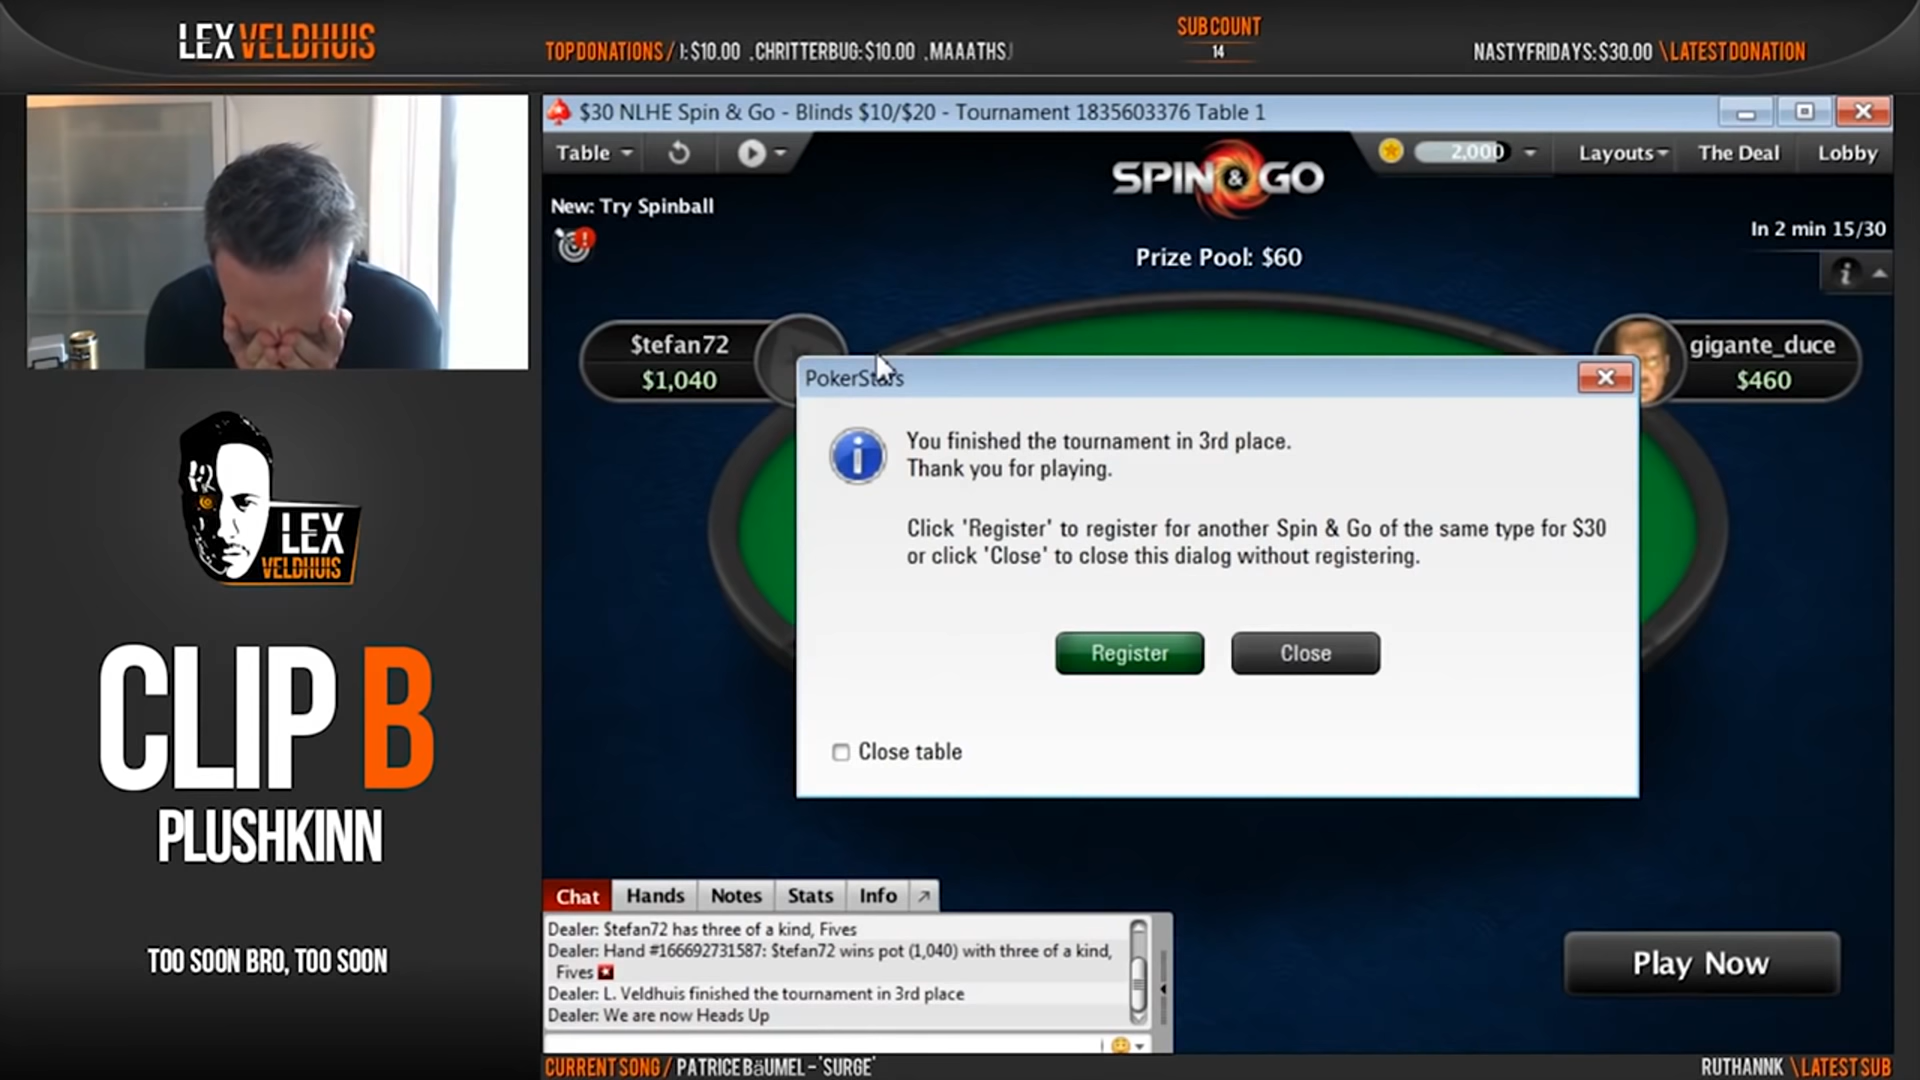 LEX VELDHUIS
TOP DONATIONS / ): $10.00 . CHRITTERBUG: $10.00 . MAAATHSJ
SUB COUNT
14
NASTYFRIDAYS: $30.00 \ LATEST DONATION
$30 NLHE Spin & Go - Blinds $10/$20 - Tournament 1835603376 Table 1
Table
2,000
Layouts
The Deal
Lobby
SPIN & GO
New: Try Spinball
In 2 min 15/30
Prize Pool: $60
$tefan72
$1,040
gigante_duce
$460
PokerStars
You finished the tournament in 3rd place.
Thank you for playing.
Click 'Register' to register for another Spin & Go of the same type for $30
or click 'Close' to close this dialog without registering.
Register
Close
Close table
LEX
VELDHUIS
CLIP B
PLUSHKINN
TOO SOON BRO, TOO SOON
Chat
Hands
Notes
Stats
Info
Dealer: $tefan72 has three of a kind, Fives
Dealer: Hand #166692731587: $tefan72 wins pot (1,040) with three of a kind,
Fives
Dealer: L. Veldhuis finished the tournament in 3rd place
Dealer: We are now Heads Up
Play Now
CURRENT SONG / PATRICE BäUMEL - 'SURGE'
RUTHANNK \ LATEST SUB